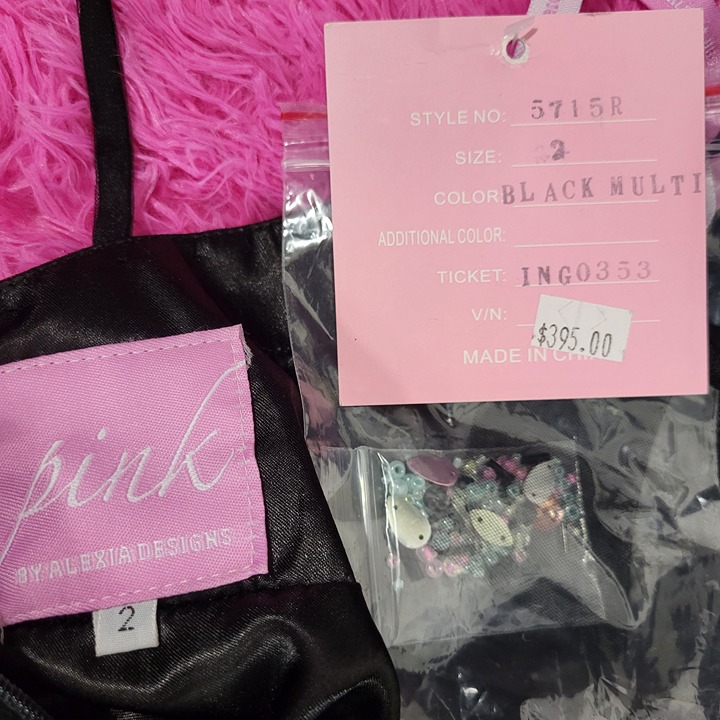 STYLE NO: 5715R
SIZE: 2
COLOR: BLACK MULTI
ADDITIONAL COLOR:
TICKET: ING0353
V/N:
$395.00
MADE IN
pink
BY ALEXIA DESIGNS
2